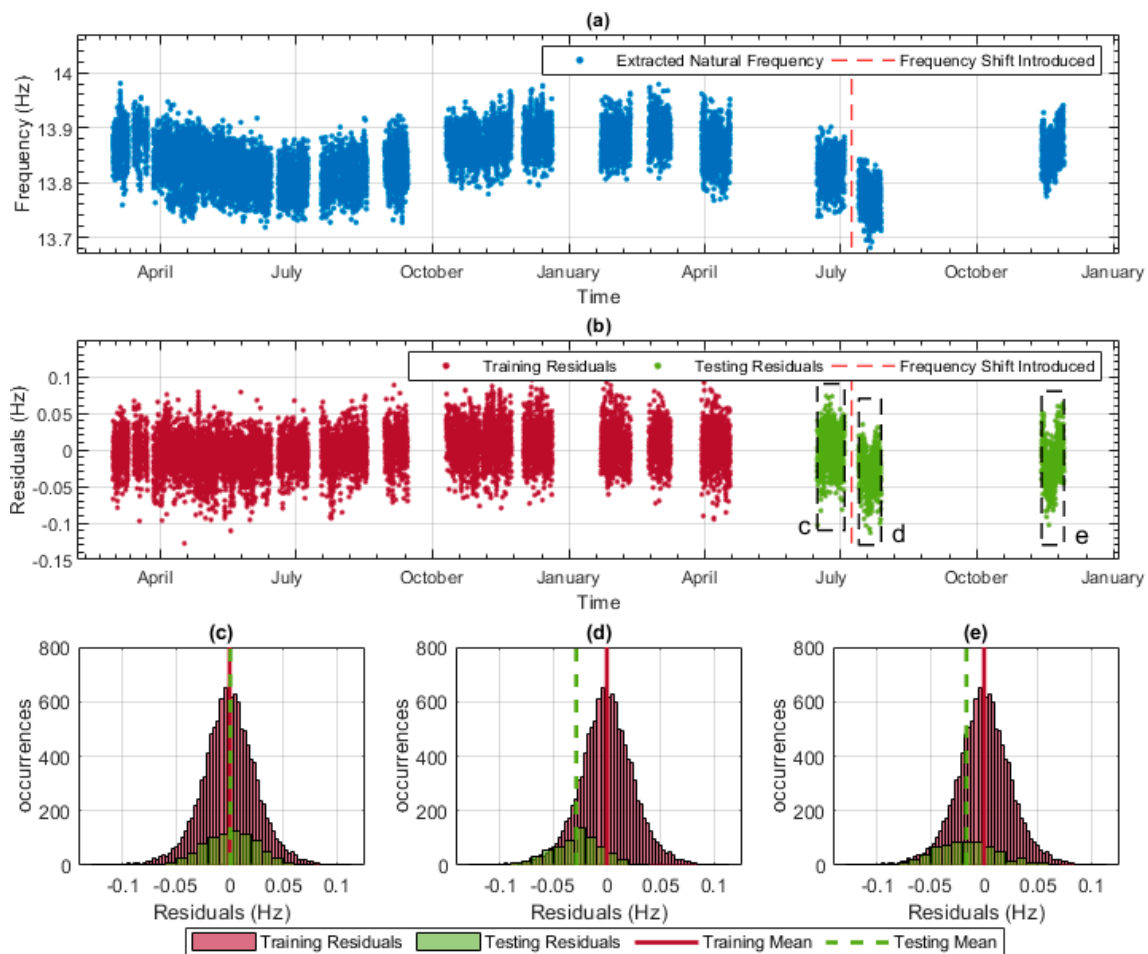 (a)
Extracted Natural Frequency Frequency Shift Introduced
Frequency (Hz)
14
13.9
13.8
13.7
April July October January April July October January
Time
(b)
Training Residuals Testing Residuals Frequency Shift Introduced
Residuals (Hz)
0.1
0.05
0
-0.05
-0.1
-0.15
c d e
April July October January April July October January
Time
(c) (d) (e)
occurrences occurrences occurrences
800 800 800
600 600 600
400 400 400
200 200 200
0 0 0
-0.1 -0.05 0 0.05 0.1 -0.1 -0.05 0 0.05 0.1 -0.1 -0.05 0 0.05 0.1
Residuals (Hz) Residuals (Hz) Residuals (Hz)
Training Residuals Testing Residuals Training Mean Testing Mean